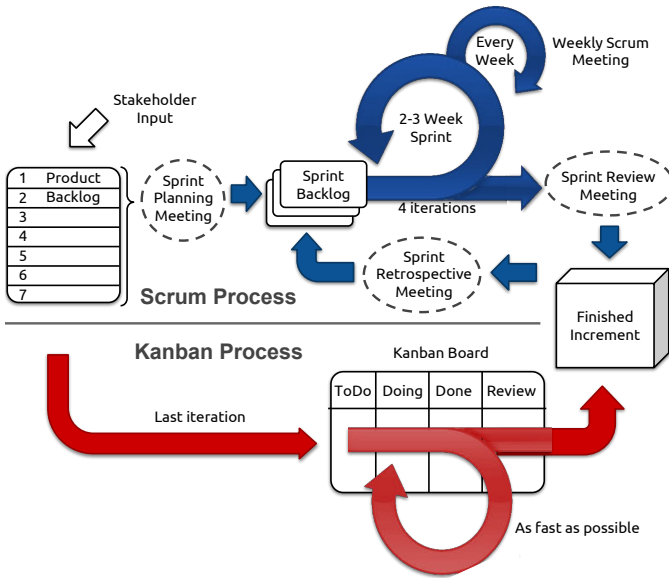 Every
Week
Weekly Scrum
Meeting
Stakeholder
Input
2-3 Week
Sprint
1 Product
2 Backlog
3
4
5
6
7
Sprint
Planning
Meeting
Sprint
Backlog
4 iterations
Sprint Review
Meeting
Sprint
Retrospective
Meeting
Scrum Process
Finished
Increment
Kanban Process
Kanban Board
ToDo Doing Done Review
Last iteration
As fast as possible